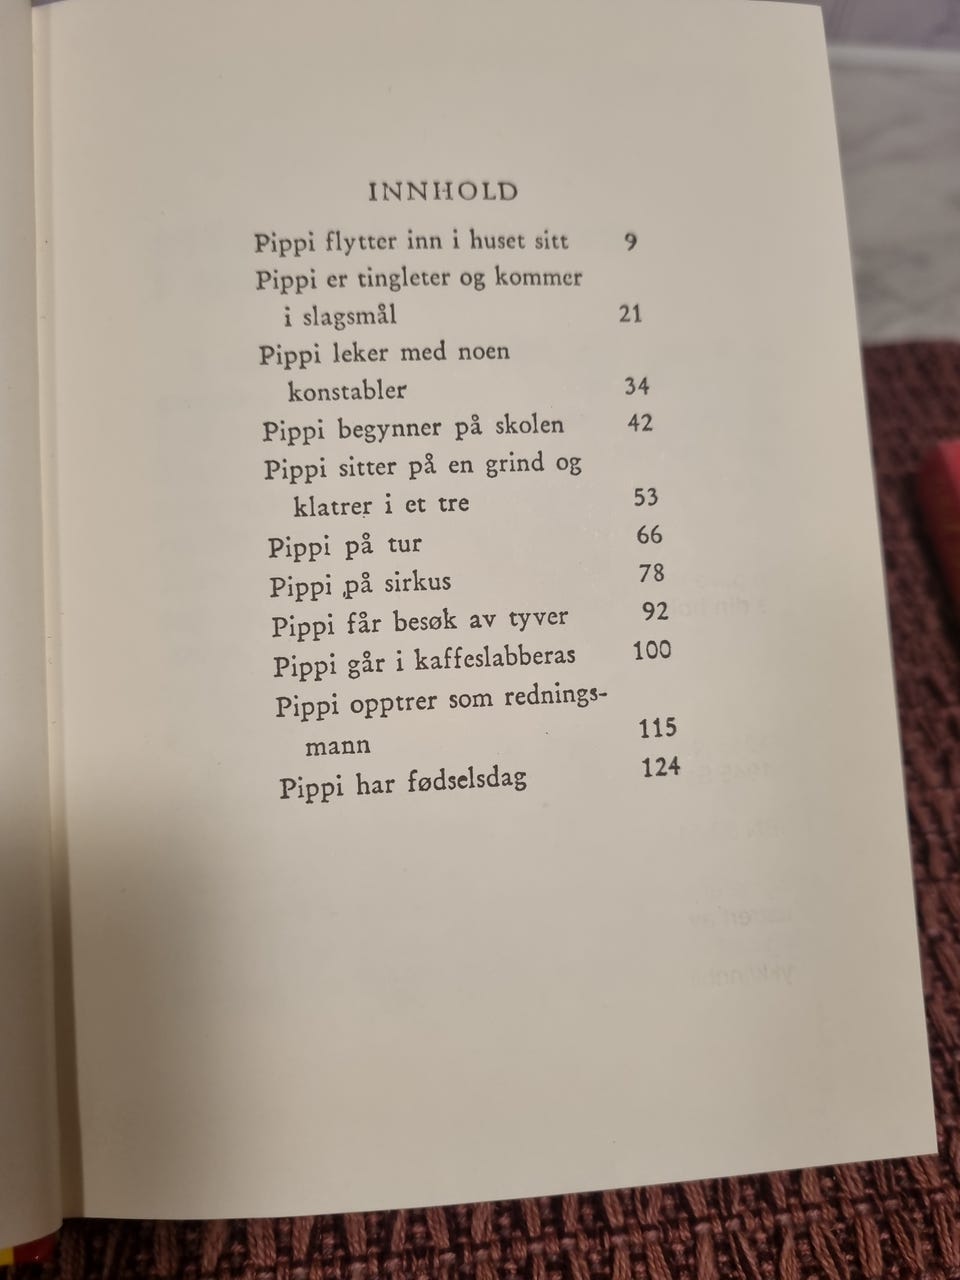 INNHOLD
Pippi flytter inn i huset sitt 9
Pippi er tingleter og kommer
i slagsmål 21
Pippi leker med noen
konstabler 34
Pippi begynner på skolen 42
Pippi sitter på en grind og
klatrer i et tre 53
Pippi på tur 66
Pippi på sirkus 78
Pippi får besøk av tyver 92
Pippi går i kaffeslabberas 100
Pippi opptrer som rednings-
mann 115
Pippi har fødselsdag 124